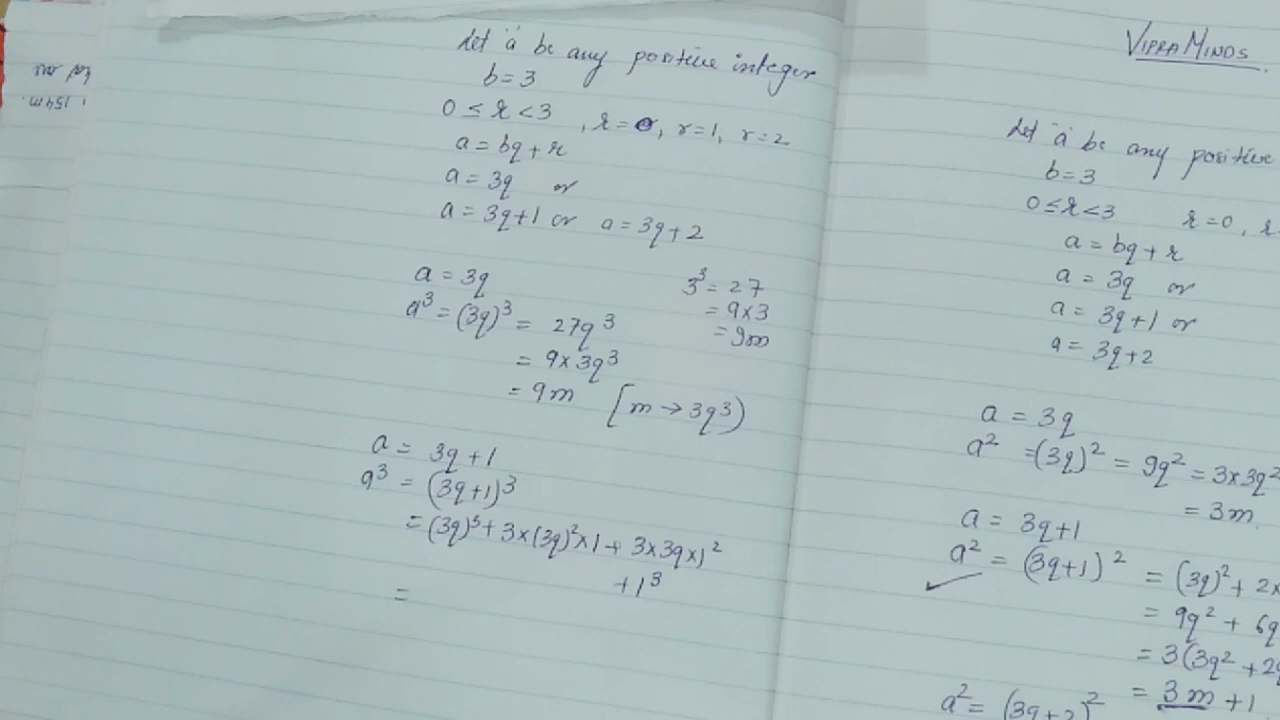 Let 'a' be any positive integer
b = 3
0 ≤ r < 3 , r = 0, r = 1, r = 2
a = bq + r
a = 3q or
a = 3q+1 or a = 3q+2
a = 3q
a³ = (3q)³ = 27q³
= 9 × 3q³
= 9m [m → 3q³)
3³ = 27
= 9×3
= 9m
a = 3q + 1
a³ = (3q+1)³
= (3q)³ + 3×(3q)²×1 + 3×3q×1²
+ 1³
=
VIPRA MINDS.
Let 'a' be any positive
b = 3
0 ≤ r < 3 r = 0, r
a = bq + r
a = 3q or
a = 3q+1 or
a = 3q+2
a = 3q
a² = (3q)² = 9q² = 3×3q²
= 3m
a = 3q+1
a² = (3q+1)² = (3q)² + 2×
= 9q² + 6q
= 3(3q² + 2q
= 3m + 1
a² = (3q+2)²
154m